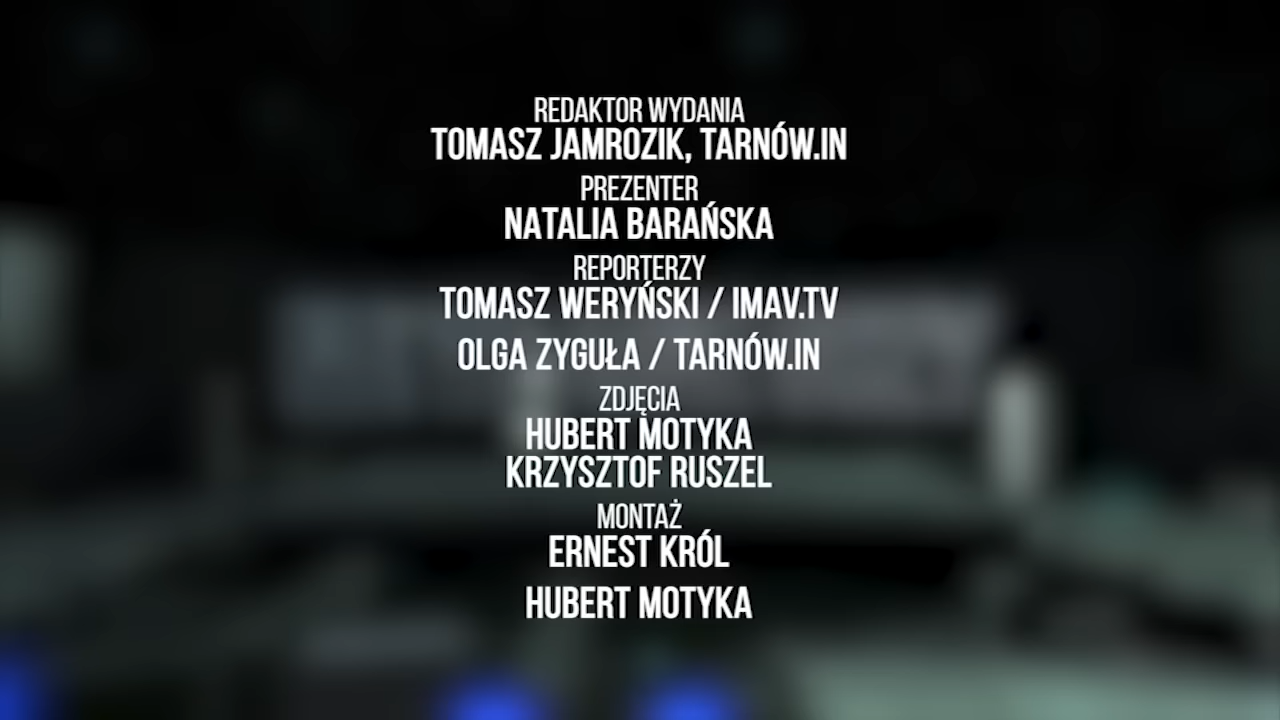 REDAKTOR WYDANIA
TOMASZ JAMROZIK, TARNÓW.IN
PREZENTER
NATALIA BARAŃSKA
REPORTERZY
TOMASZ WERYŃSKI / IMAV.TV
OLGA ZYGUŁA / TARNÓW.IN
ZDJĘCIA
HUBERT MOTYKA
KRZYSZTOF RUSZEL
MONTAŻ
ERNEST KRÓL
HUBERT MOTYKA